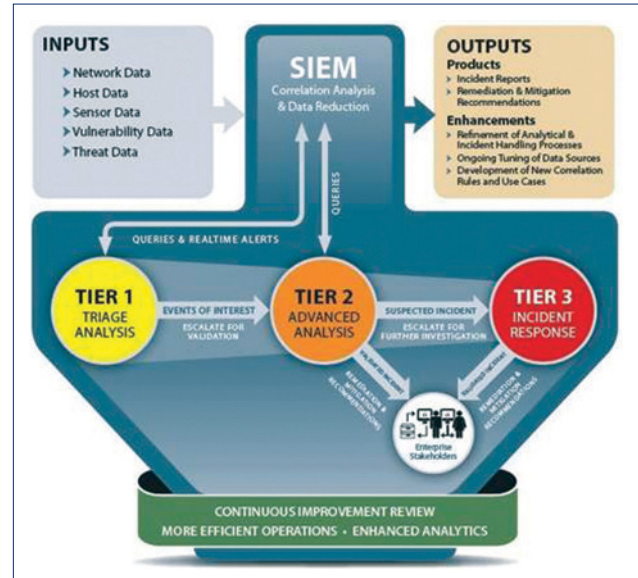 INPUTS
Network Data
Host Data
Sensor Data
Vulnerability Data
Threat Data
SIEM
Correlation Analysis
& Data Reduction
OUTPUTS
Products
Incident Reports
Remediation & Mitigation
Recommendations
Enhancements
Refinement of Analytical &
Incident Handling Processes
Ongoing Tuning of Data Sources
Development of New Correlation
Rules and Use Cases
QUERIES
QUERIES & REALTIME ALERTS
TIER 1
TRIAGE
ANALYSIS
EVENTS OF INTEREST
ESCALATE FOR
VALIDATION
TIER 2
ADVANCED
ANALYSIS
SUSPECTED INCIDENT
ESCALATE FOR
FURTHER INVESTIGATION
TIER 3
INCIDENT
RESPONSE
VALIDATED INCIDENT
REMEDIATION &
MITIGATION
RECOMMENDATIONS
VALIDATED INCIDENT
REMEDIATION &
MITIGATION
RECOMMENDATIONS
Enterprise
Stakeholders
CONTINUOUS IMPROVEMENT REVIEW
MORE EFFICIENT OPERATIONS • ENHANCED ANALYTICS